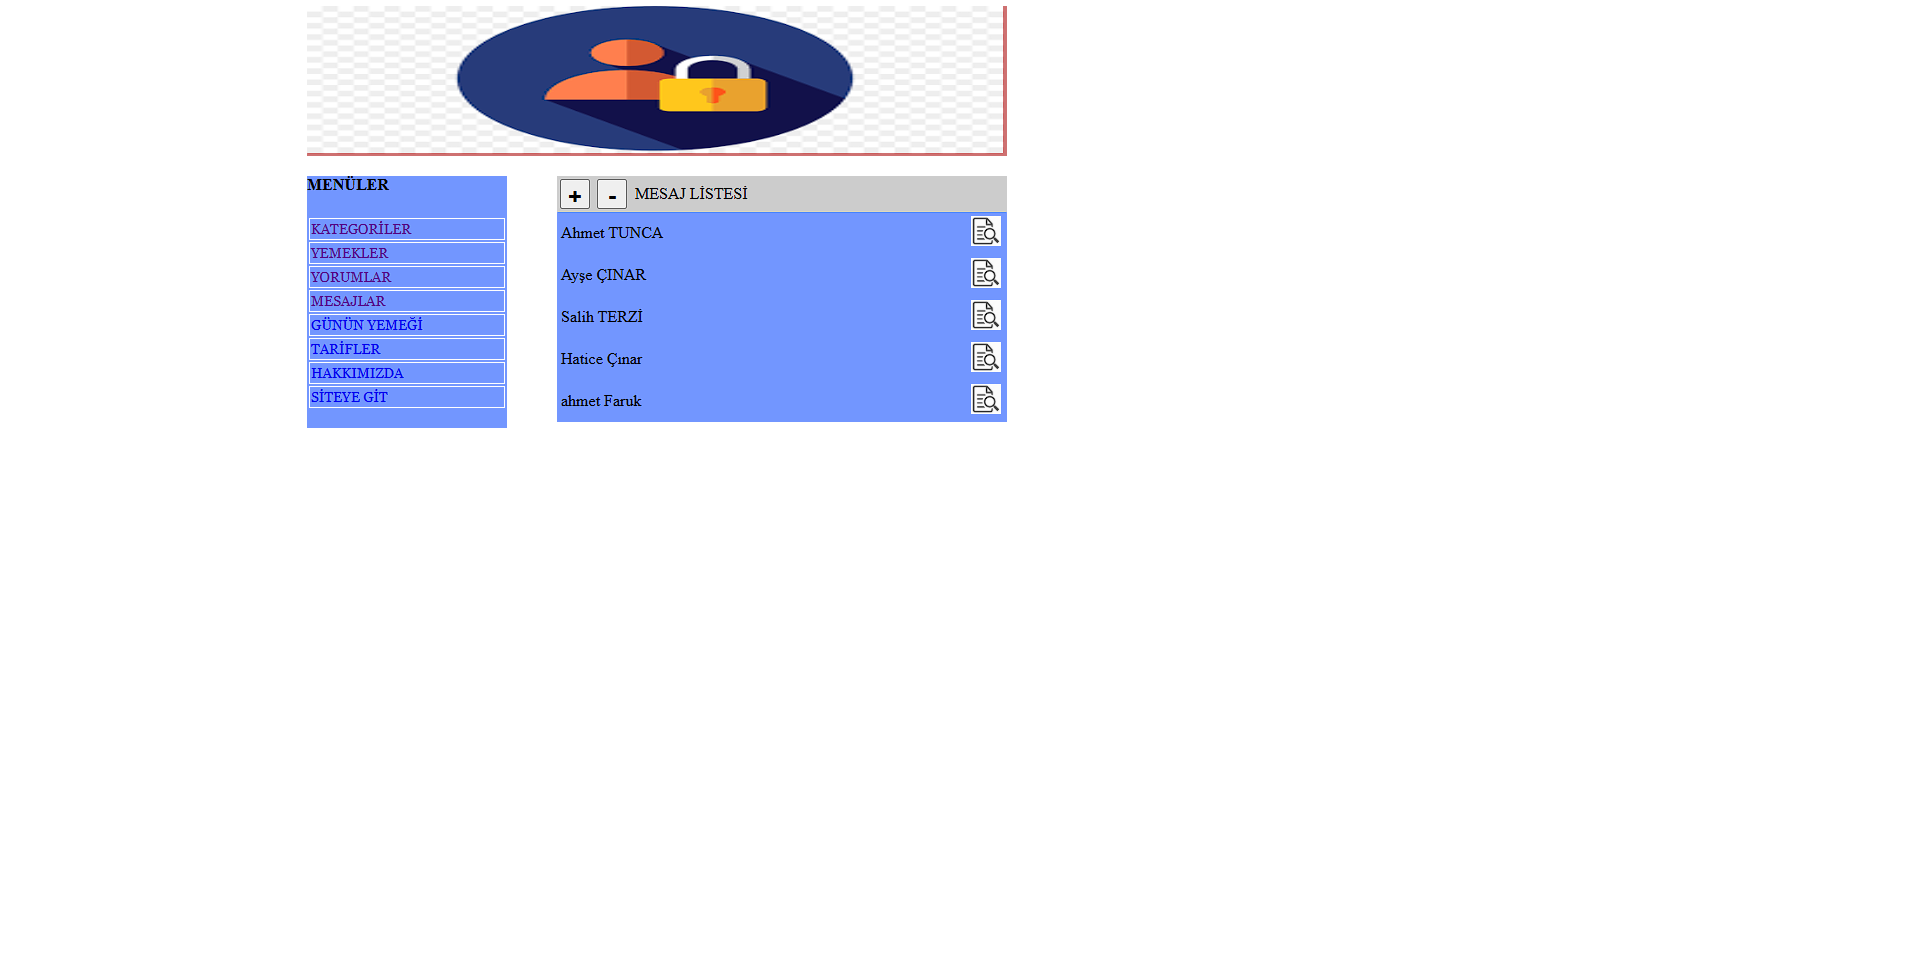 MENÜLER
KATEGORİLER
YEMEKLER
YORUMLAR
MESAJLAR
GÜNÜN YEMEĞİ
TARİFLER
HAKKIMIZDA
SİTEYE GİT
+ - MESAJ LİSTESİ
Ahmet TUNCA
Ayşe ÇINAR
Salih TERZİ
Hatice Çınar
ahmet Faruk